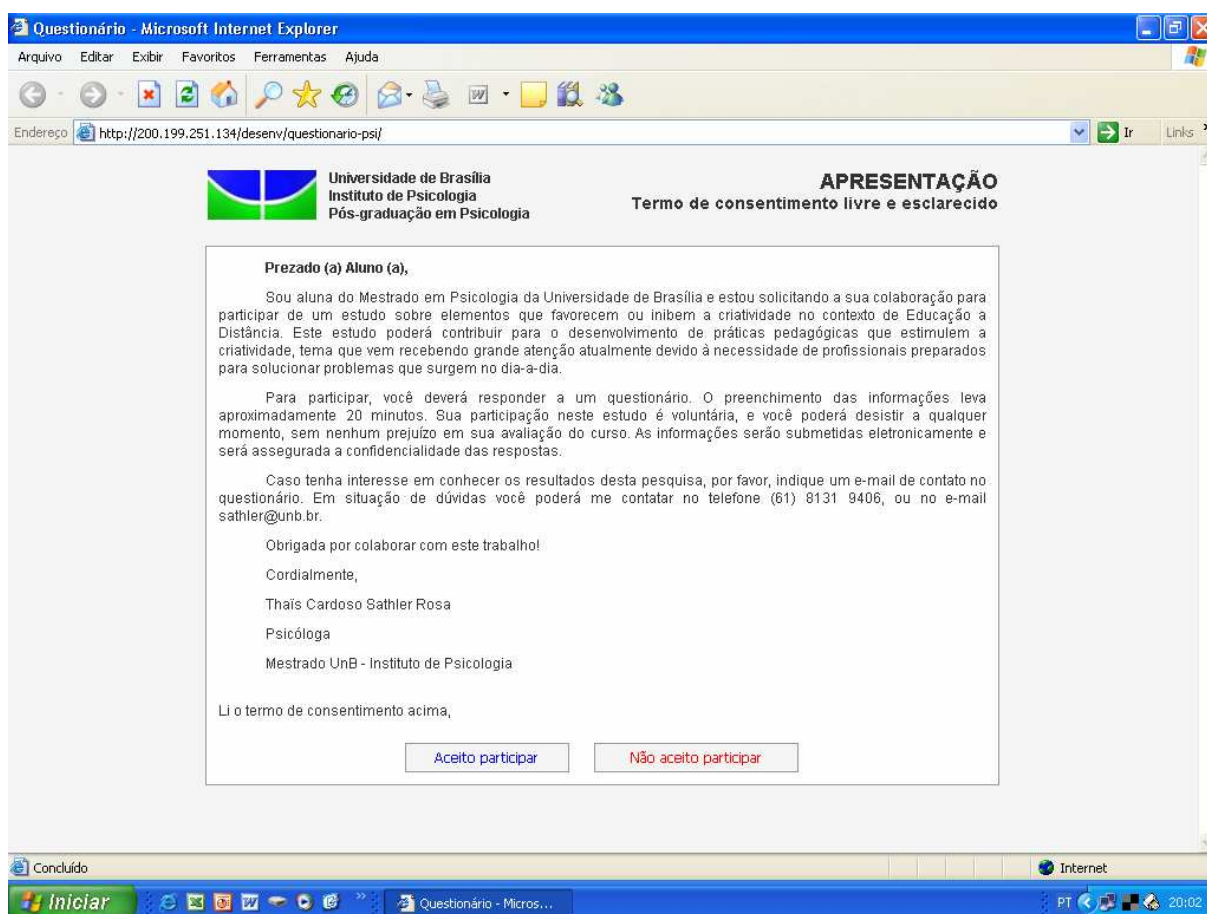 Questionário - Microsoft Internet Explorer
Arquivo Editar Exibir Favoritos Ferramentas Ajuda
Endereço http://200.199.251.134/desenv/questionario-psi/ Ir Links
Universidade de Brasília
Instituto de Psicologia
Pós-graduação em Psicologia
APRESENTAÇÃO
Termo de consentimento livre e esclarecido
Prezado (a) Aluno (a),
Sou aluna do Mestrado em Psicologia da Universidade de Brasília e estou solicitando a sua colaboração para
participar de um estudo sobre elementos que favorecem ou inibem a criatividade no contexto de Educação a
Distância. Este estudo poderá contribuir para o desenvolvimento de práticas pedagógicas que estimulem a
criatividade, tema que vem recebendo grande atenção atualmente devido à necessidade de profissionais preparados
para solucionar problemas que surgem no dia-a-dia.
Para participar, você deverá responder a um questionário. O preenchimento das informações leva
aproximadamente 20 minutos. Sua participação neste estudo é voluntária, e você poderá desistir a qualquer
momento, sem nenhum prejuízo em sua avaliação do curso. As informações serão submetidas eletronicamente e
será assegurada a confidencialidade das respostas.
Caso tenha interesse em conhecer os resultados desta pesquisa, por favor, indique um e-mail de contato no
questionário. Em situação de dúvidas você poderá me contatar no telefone (61) 8131 9406, ou no e-mail
sathler@unb.br.
Obrigada por colaborar com este trabalho!
Cordialmente,
Thaïs Cardoso Sathler Rosa
Psicóloga
Mestrado UnB - Instituto de Psicologia
Li o termo de consentimento acima,
Aceito participar Não aceito participar
Concluído Internet
Iniciar Questionário - Micros... PT 20:02